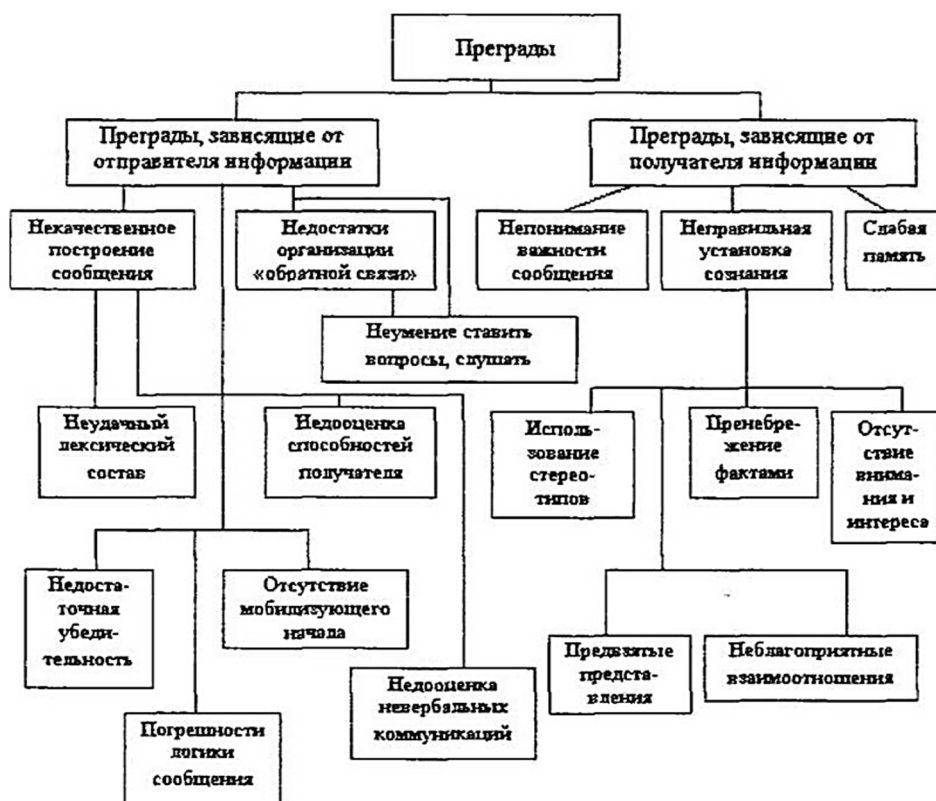 Преграды
Преграды, зависящие от
отправителя информации
Преграды, зависящие от
получателя информации
Некачественное
построение
сообщения
Недостатки
организации
«обратной связи»
Непонимание
важности
сообщения
Неправильная
установка
сознания
Слабая
память
Неумение ставить
вопросы, слушать
Неудачный
лексический
состав
Недооценка
способностей
получателя
Исполь-
зование
стерео-
типов
Пренебре-
жение
фактами
Отсут-
ствие
внима-
ния и
интереса
Недоста-
точная
убеди-
тельность
Отсутствие
мобилизующего
начала
Предвзятые
предста-
вления
Неблагоприятные
взаимоотношения
Недооценка
невербальных
коммуникаций
Погрешности
логики
сообщения